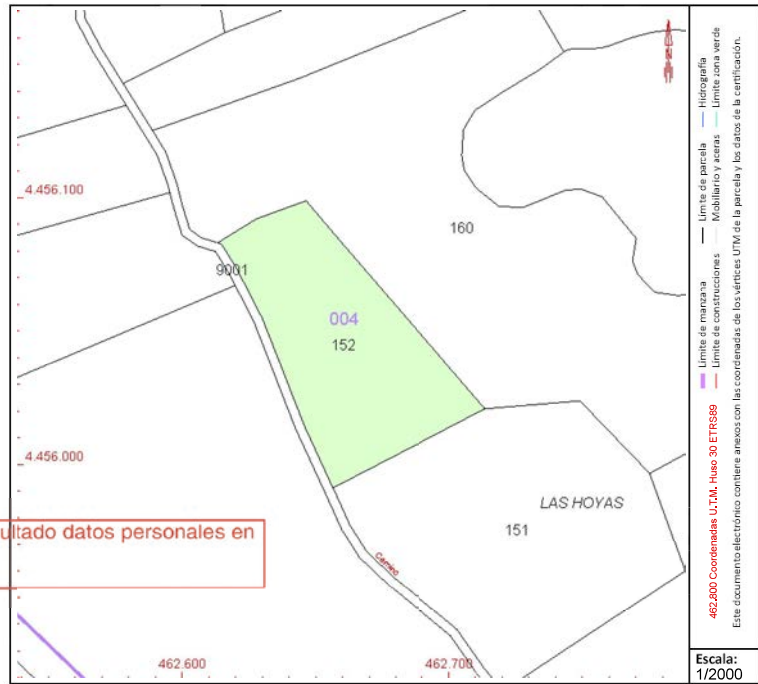 4.456.100
160
9001
004
152
4.456.000
LAS HOYAS
151
ultado datos personales en
Camino
462.600
462.700
N
Límite de manzana
Límite de parcela
Hidrografía
Límite de construcciones
Mobiliario y aceras
Límite zona verde
462.800 Coordenadas U.T.M. Huso 30 ETRS89
Este documento electrónico contiene anexos con las coordenadas de los vértices UTM de la parcela y los datos de la certificación.
Escala:
1/2000